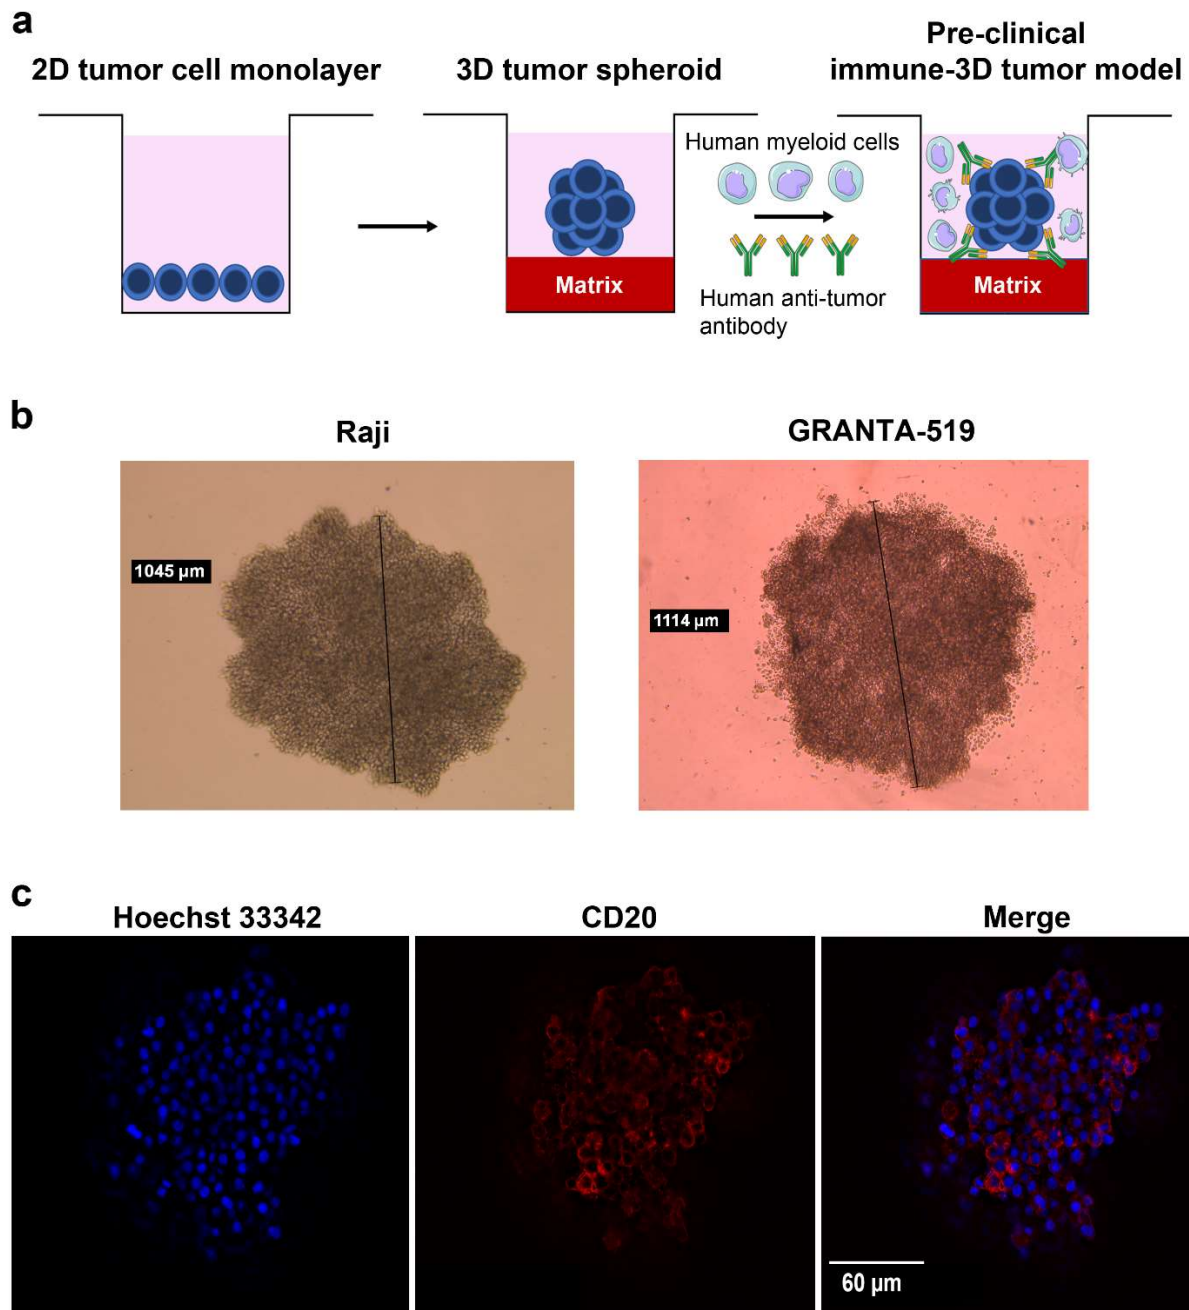 a
2D tumor cell monolayer
3D tumor spheroid
Pre-clinical
immune-3D tumor model
Human myeloid cells
Matrix
Human anti-tumor
antibody
Matrix
b
Raji
GRANTA-519
1045 µm
1114 µm
c
Hoechst 33342
CD20
Merge
60 µm